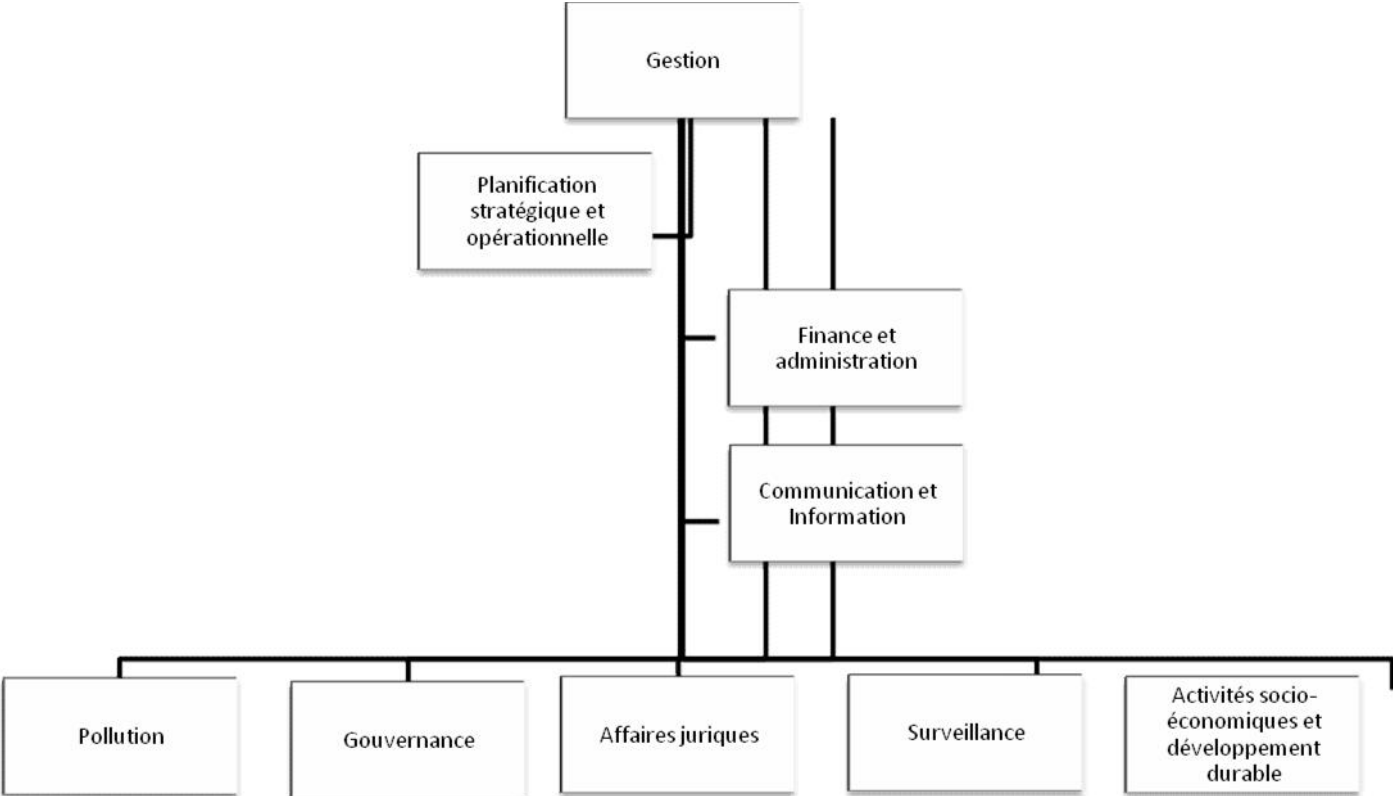 Gestion
Planification
stratégique et
opérationnelle
Finance et
administration
Communication et
Information
Pollution
Gouvernance
Affaires juriques
Surveillance
Activités socio-
économiques et
développement
durable